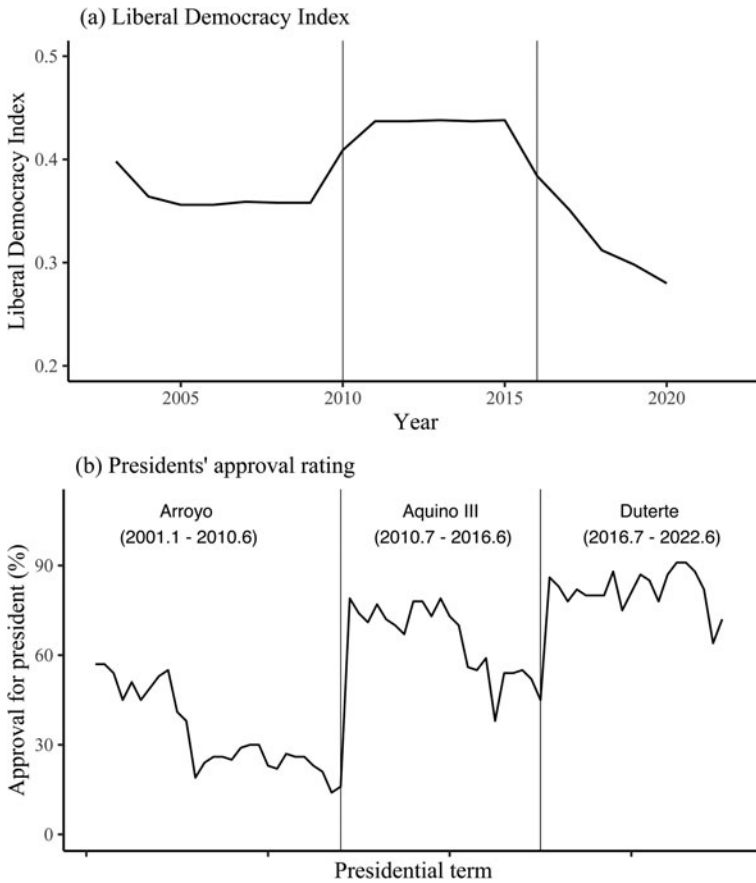 (a) Liberal Democracy Index
Liberal Democracy Index
0.5
0.4
0.3
0.2
2005 2010 2015 2020
Year
(b) Presidents' approval rating
Approval for president (%)
Arroyo Aquino III Duterte
(2001.1 - 2010.6) (2010.7 - 2016.6) (2016.7 - 2022.6)
90
60
30
0
Presidential term